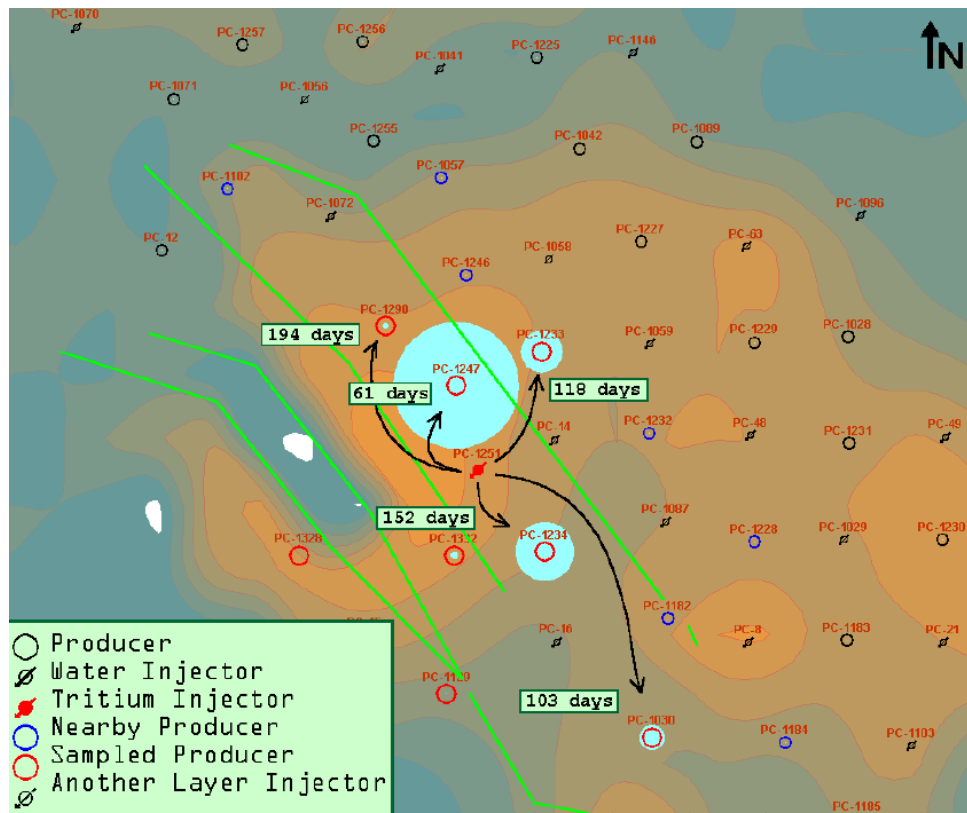 PC-1070
PC-1257
PC-1256
PC-1225
PC-1146
N
PC-1041
PC-1071
PC-1056
PC-1255
PC-1042
PC-1089
PC-1102
PC-1057
PC-1072
PC-1096
PC-12
PC-1058
PC-1227
PC-63
PC-1246
PC-1290
194 days
PC-1233
PC-1059
PC-1229
PC-1028
PC-1247
61 days
118 days
PC-14
PC-1232
PC-48
PC-1231
PC-49
PC-1251
152 days
PC-1087
PC-1328
PC-1332
PC-1234
PC-1228
PC-1029
PC-1230
PC-1182
PC-16
PC-8
PC-1183
PC-21
103 days
PC-1030
PC-1184
PC-1103
PC-1105
Producer
Water Injector
Tritium Injector
Nearby Producer
Sampled Producer
Another Layer Injector